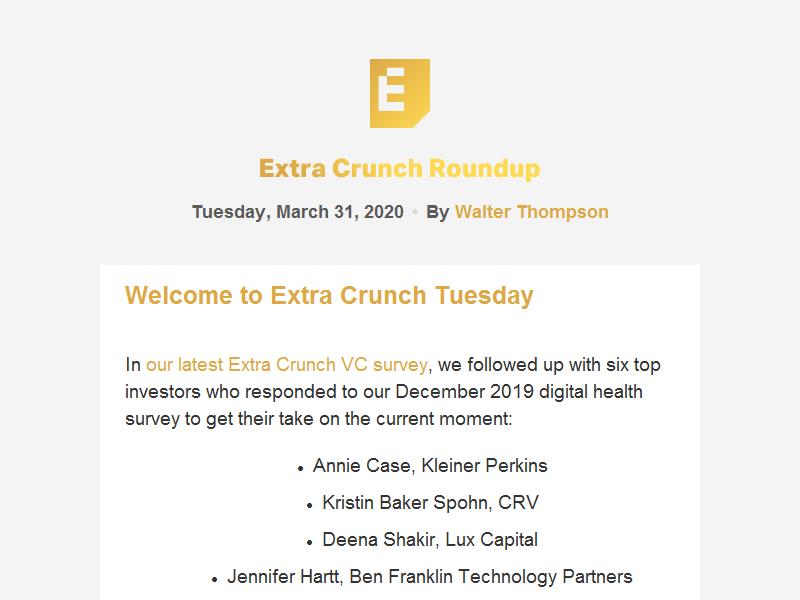 E
Extra Crunch Roundup
Tuesday, March 31, 2020 • By Walter Thompson
Welcome to Extra Crunch Tuesday
In our latest Extra Crunch VC survey, we followed up with six top
investors who responded to our December 2019 digital health
survey to get their take on the current moment:
• Annie Case, Kleiner Perkins
• Kristin Baker Spohn, CRV
• Deena Shakir, Lux Capital
• Jennifer Hartt, Ben Franklin Technology Partners